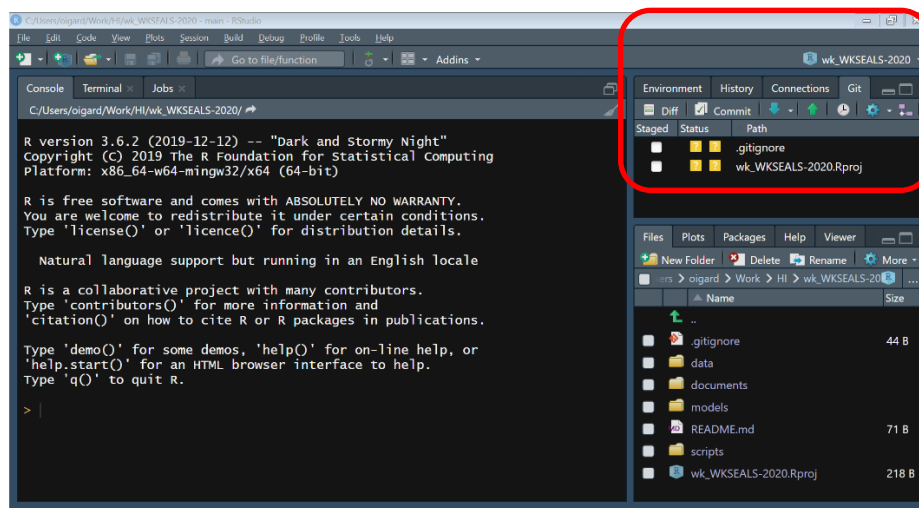 C:/Users/oigard/Work/HI/wk_WKSEALS-2020 - main - RStudio
File Edit Code View Plots Session Build Debug Profile Tools Help
Go to file/function Addins wk_WKSEALS-2020
Console Terminal Jobs
C:/Users/oigard/Work/HI/wk_WKSEALS-2020/
R version 3.6.2 (2019-12-12) -- "Dark and Stormy Night"
Copyright (C) 2019 The R Foundation for Statistical Computing
Platform: x86_64-w64-mingw32/x64 (64-bit)
R is free software and comes with ABSOLUTELY NO WARRANTY.
You are welcome to redistribute it under certain conditions.
Type 'license()' or 'licence()' for distribution details.
Natural language support but running in an English locale
R is a collaborative project with many contributors.
Type 'contributors()' for more information and
'citation()' on how to cite R or R packages in publications.
Type 'demo()' for some demos, 'help()' for on-line help, or
'help.start()' for an HTML browser interface to help.
Type 'q()' to quit R.
>
Environment History Connections Git
Diff Commit
Staged Status Path
? ? .gitignore
? ? wk_WKSEALS-2020.Rproj
Files Plots Packages Help Viewer
New Folder Delete Rename More
ers > oigard > Work > HI > wk_WKSEALS-20 ...
Name Size
..
.gitignore 44 B
data
documents
models
README.md 71 B
scripts
wk_WKSEALS-2020.Rproj 218 B